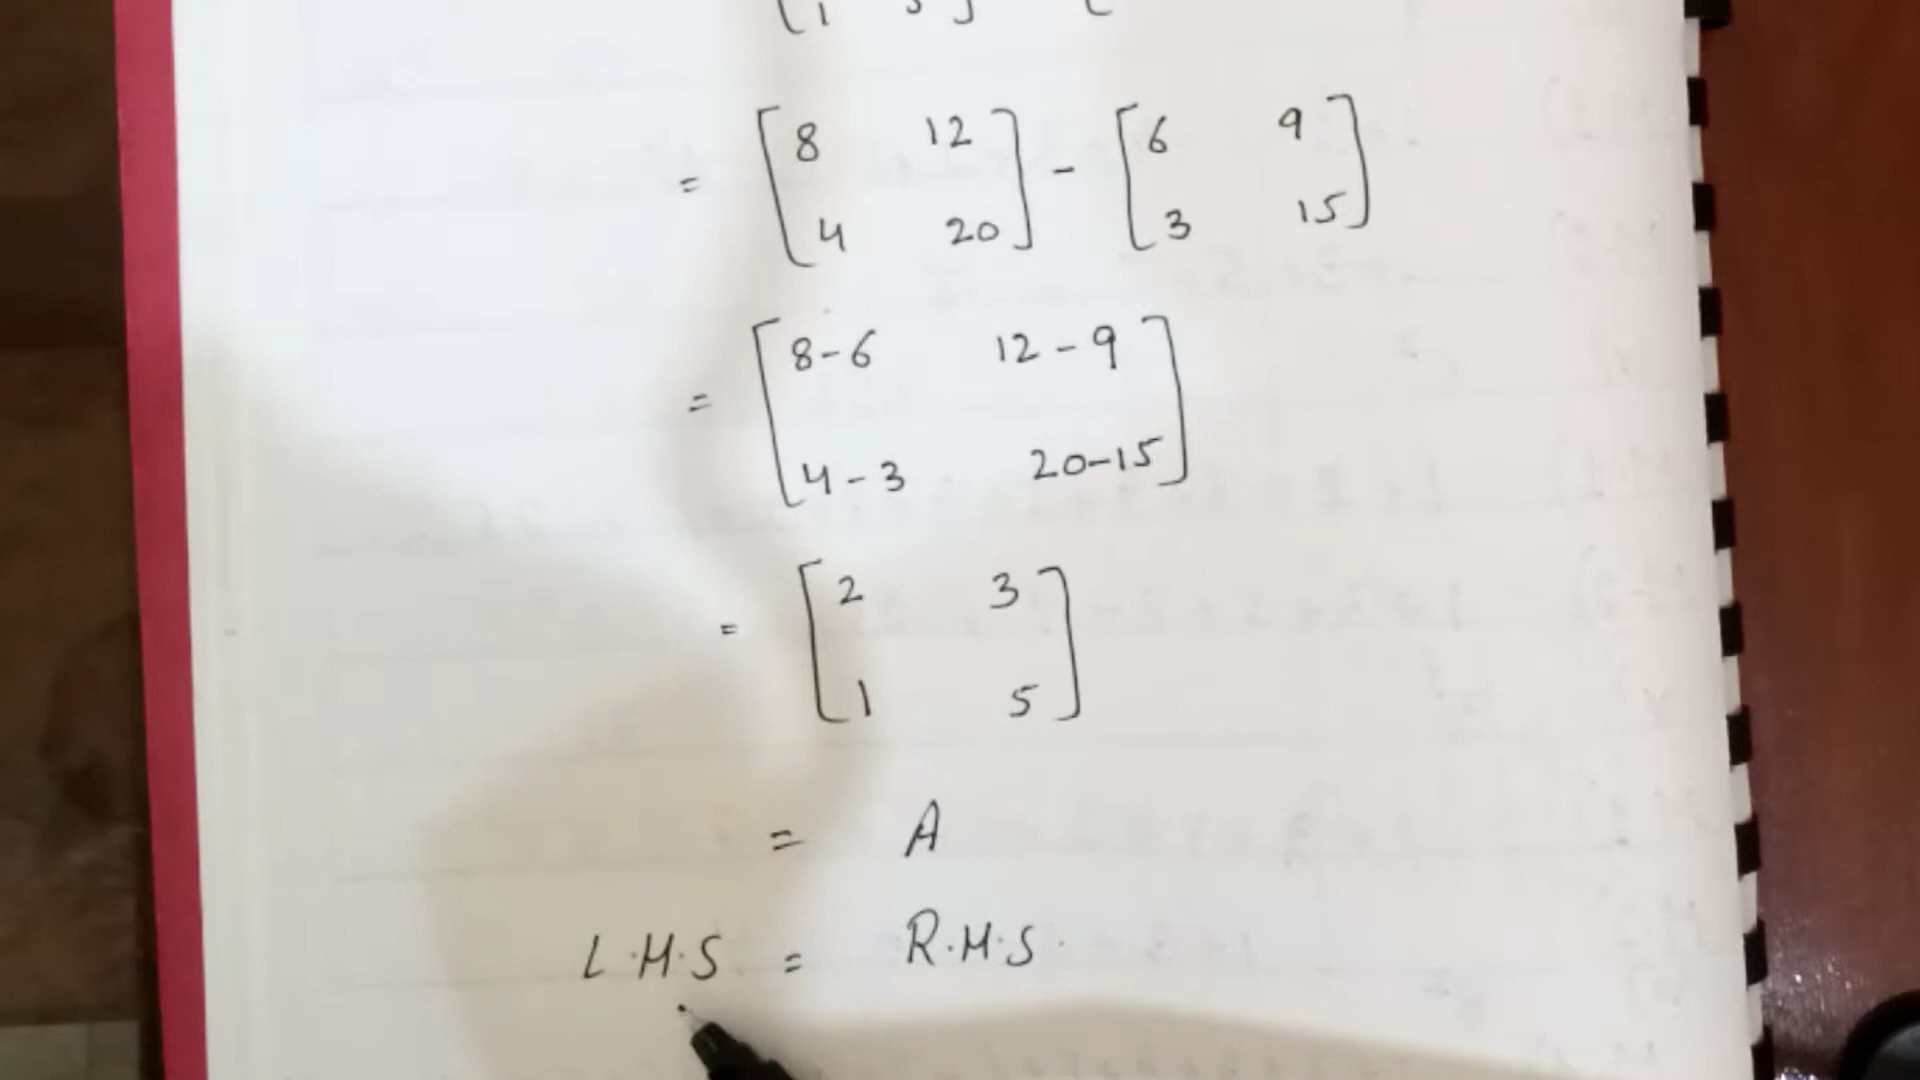 = [8 12
4 20] - [6 9
3 15]
= [8-6 12-9
4-3 20-15]
= [2 3
1 5]
= A
L.H.S = R.H.S.